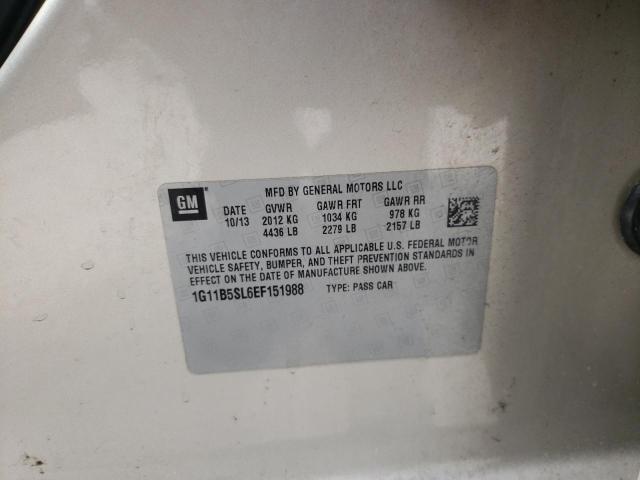 GM
MFD BY GENERAL MOTORS LLC
DATE GVWR GAWR FRT GAWR RR
10/13 2012 KG 1034 KG 978 KG
4436 LB 2279 LB 2157 LB
THIS VEHICLE CONFORMS TO ALL APPLICABLE U.S. FEDERAL MOTOR
VEHICLE SAFETY, BUMPER, AND THEFT PREVENTION STANDARDS IN
EFFECT ON THE DATE OF MANUFACTURE SHOWN ABOVE.
1G11B5SL6EF151988 TYPE: PASS CAR